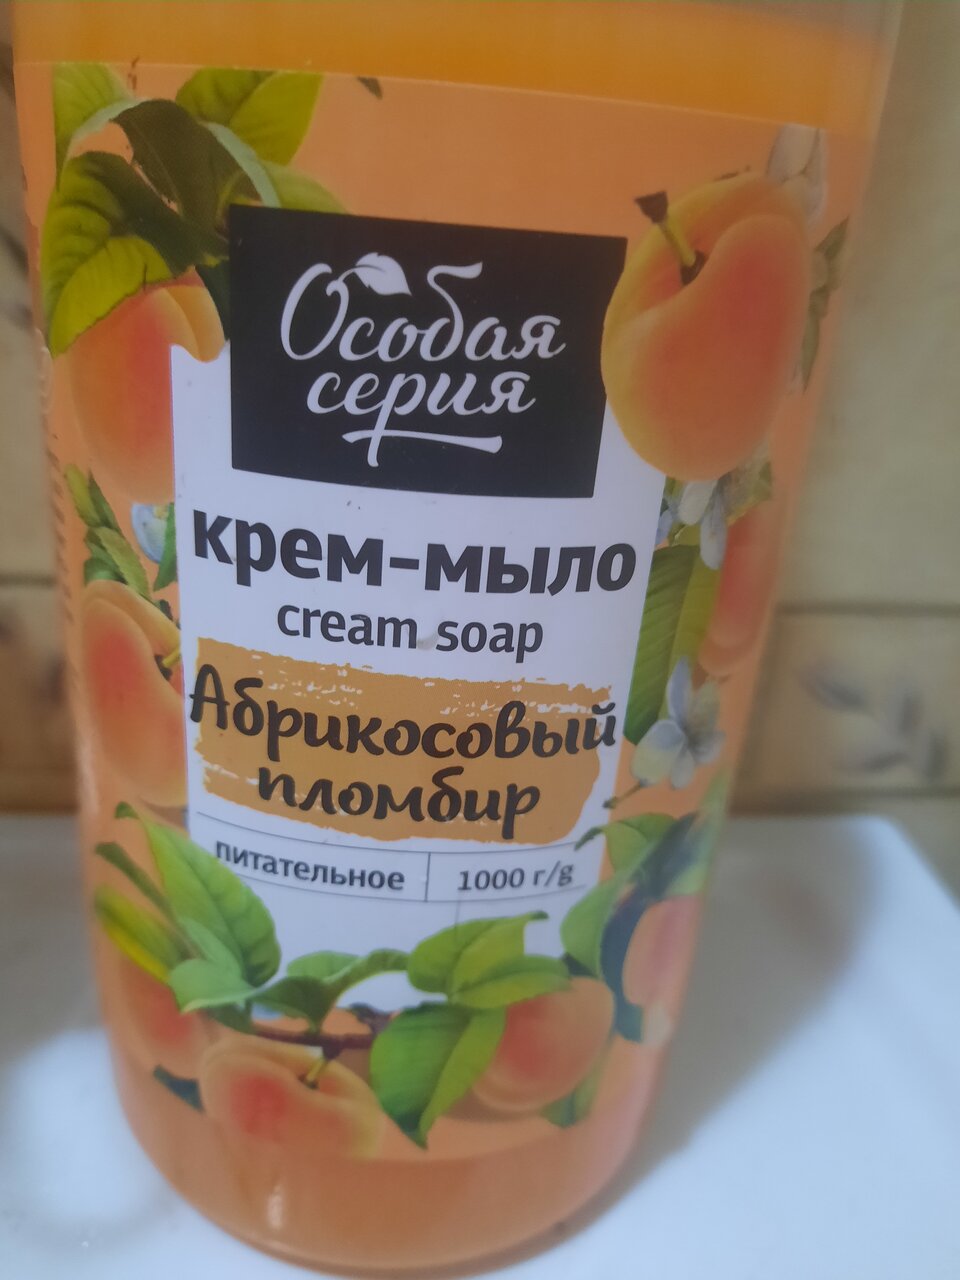 Особая
серия
крем-мыло
cream soap
Абрикосовый
пломбир
питательное
1000 г/g